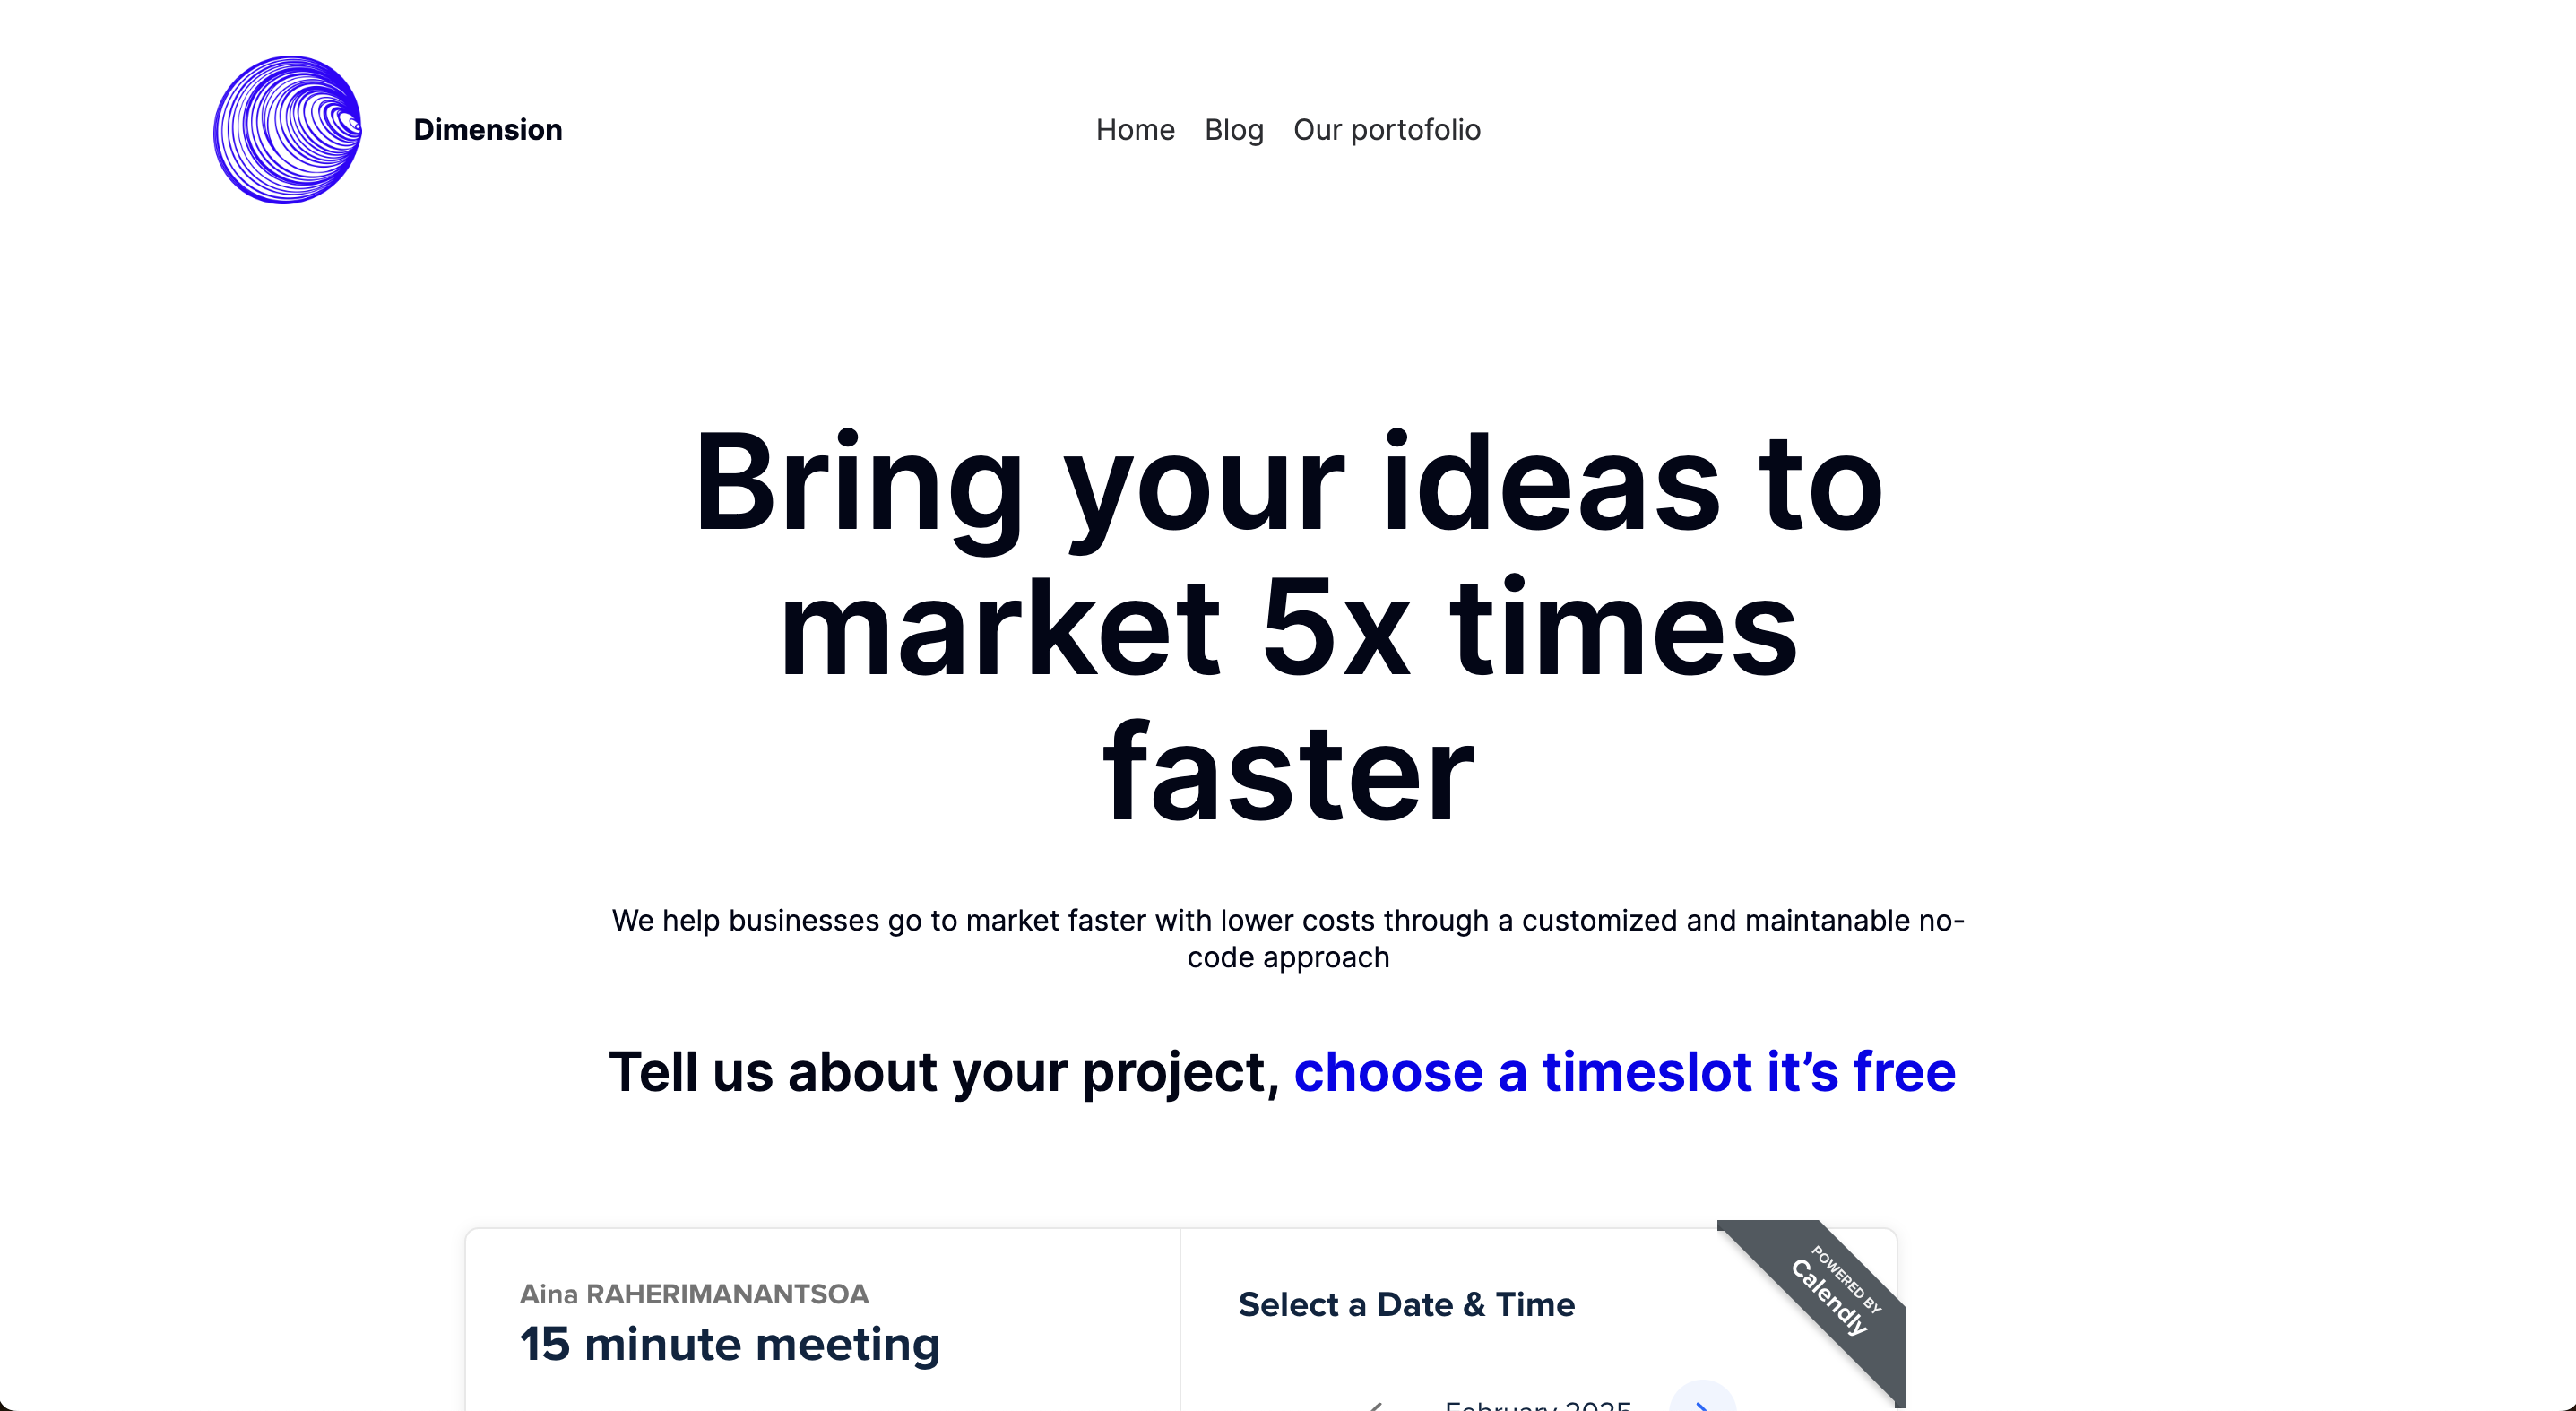 Dimension
Home Blog Our portofolio
Bring your ideas to
market 5x times
faster
We help businesses go to market faster with lower costs through a customized and maintanable no-
code approach
Tell us about your project, choose a timeslot it’s free
Aina RAHERIMANANTSOA
15 minute meeting
Select a Date & Time
POWERED BY
Calendly
February 2025